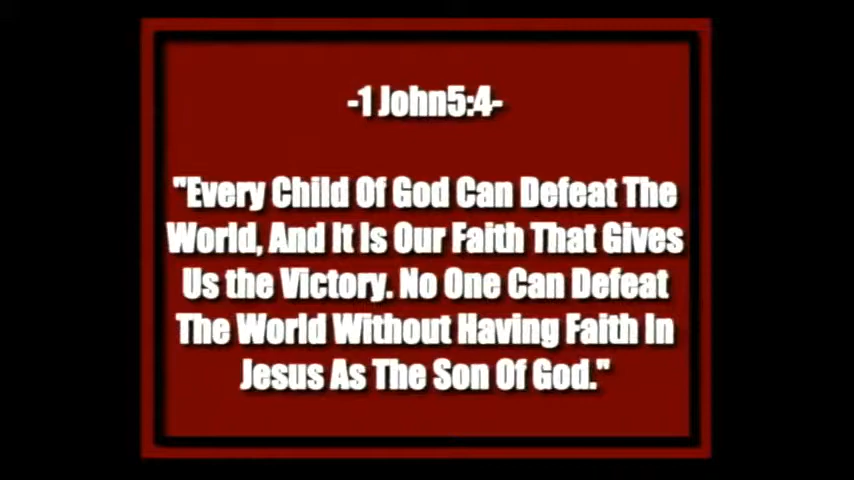 -1 John5:4-
"Every Child Of God Can Defeat The
World, And It Is Our Faith That Gives
Us the Victory. No One Can Defeat
The World Without Having Faith In
Jesus As The Son Of God."